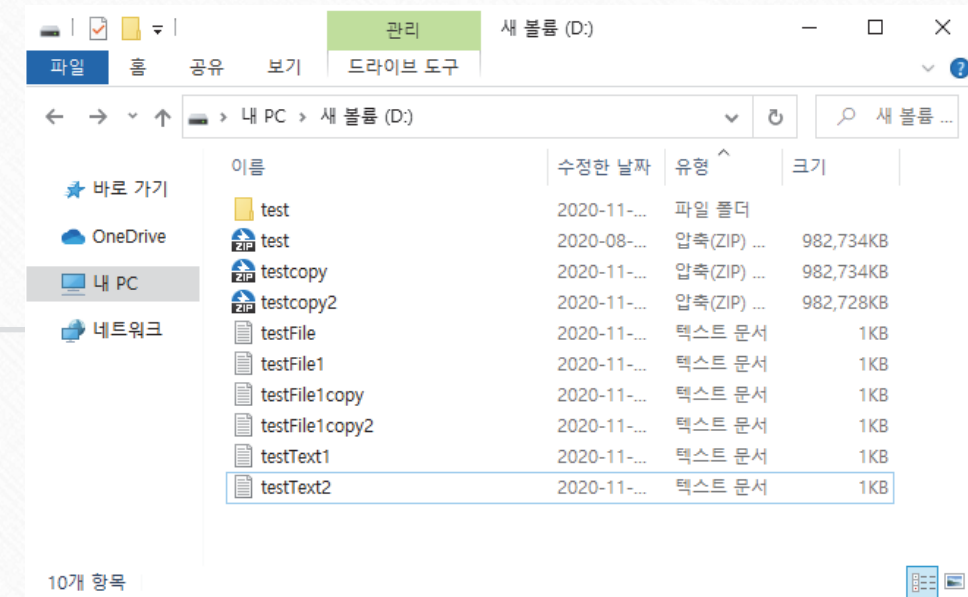 관리
새 볼륨 (D:)
파일 홈 공유 보기 드라이브 도구
내 PC 새 볼륨 (D:) 새 볼륨 ...
이름 수정한 날짜 유형 크기
바로 가기
OneDrive
내 PC
네트워크
test 2020-11-... 파일 폴더
test 2020-08-... 압축(ZIP) ... 982,734KB
testcopy 2020-11-... 압축(ZIP) ... 982,734KB
testcopy2 2020-11-... 압축(ZIP) ... 982,728KB
testFile 2020-11-... 텍스트 문서 1KB
testFile1 2020-11-... 텍스트 문서 1KB
testFile1copy 2020-11-... 텍스트 문서 1KB
testFile1copy2 2020-11-... 텍스트 문서 1KB
testText1 2020-11-... 텍스트 문서 1KB
testText2 2020-11-... 텍스트 문서 1KB
10개 항목